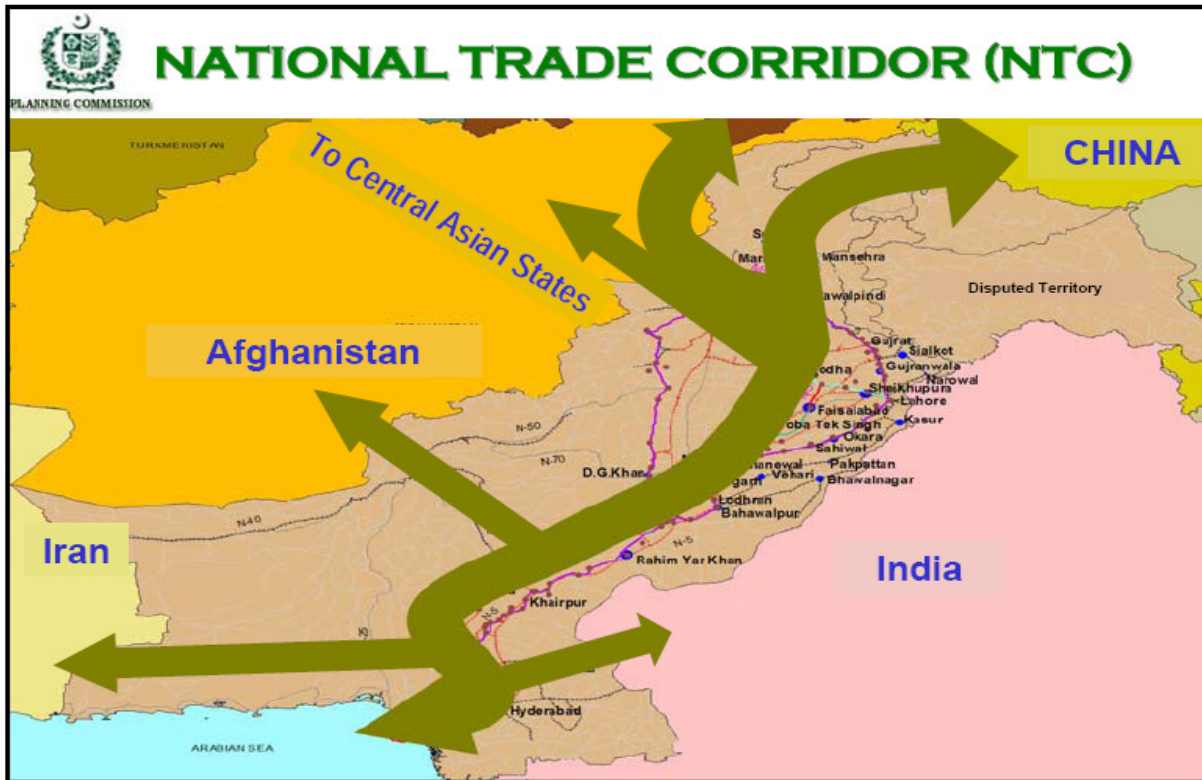 NATIONAL TRADE CORRIDOR (NTC)
PLANNING COMMISSION
TURKMENISTAN
To Central Asian States
CHINA
Mansehra
Disputed Territory
Afghanistan
Gujrat
Sialkot
Gujranwala
Narowal
Sheikhupura
Lahore
Faisalabad
Kasur
Tek Singh
Okara
Sahiwal
N-50
N-70
D.G.Khan
Pakpattan
Vehari
Bhawalnagar
Lodhran
Bahawalpur
N-40
N-5
Iran
Rahim Yar Khan
India
Khairpur
N-5
Hyderabad
ARABIAN SEA